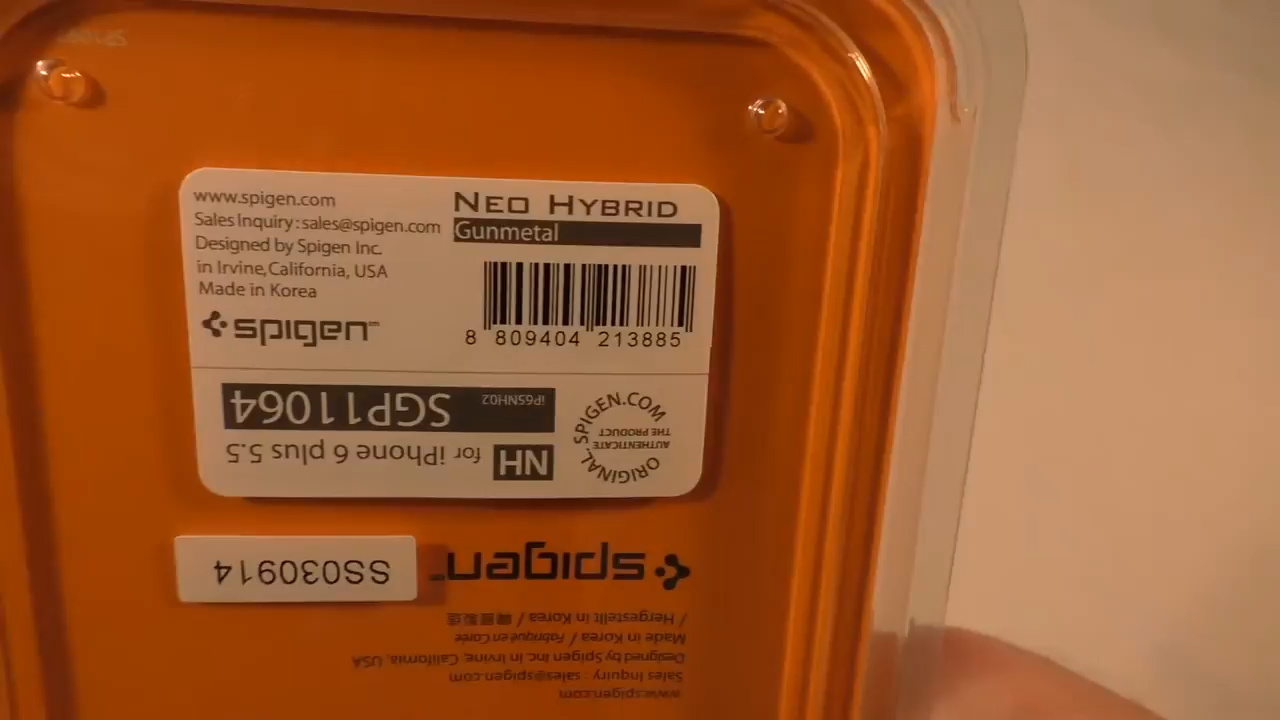 www.spigen.com
Sales Inquiry : sales@spigen.com
Designed by Spigen Inc.
in Irvine, California, USA
Made in Korea
spigen
NEO HYBRID
Gunmetal
8 809404 213885
SGP11064
iP6SNH02
NH for iPhone 6 plus 5.5
ORIGINAL SPIGEN.COM
AUTHENTICATE
THE PRODUCT
SS030914
spigen
www.spigen.com
Sales Inquiry : sales@spigen.com
Designed by Spigen Inc. in Irvine, California, USA
Made in Korea / Fabriqué en Corée
/ Hergestellt in Korea / 韓國製造